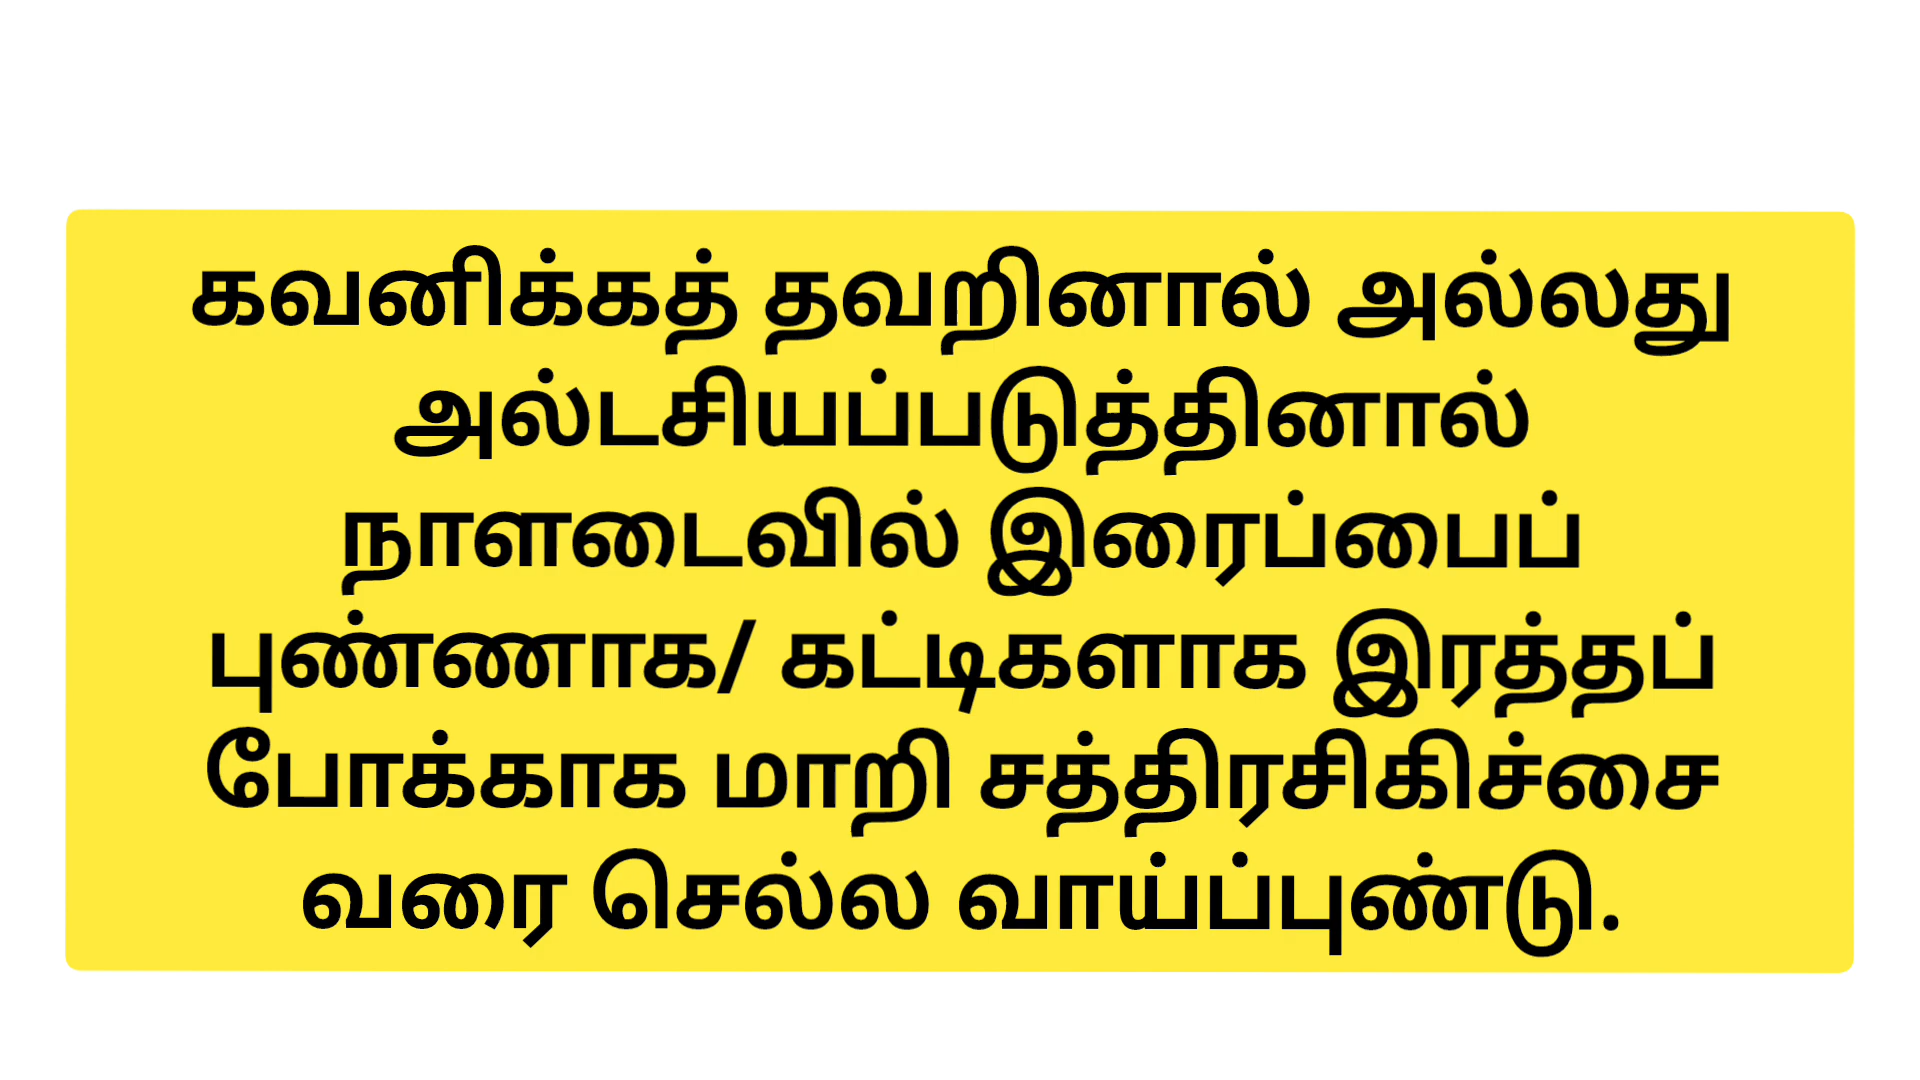 கவனிக்கத் தவறினால் அல்லது
அல்டசியப்படுத்தினால்
நாளடைவில் இரைப்பைப்
புண்ணாக/ கட்டிகளாக இரத்தப்
போக்காக மாறி சத்திரசிகிச்சை
வரை செல்ல வாய்ப்புண்டு.